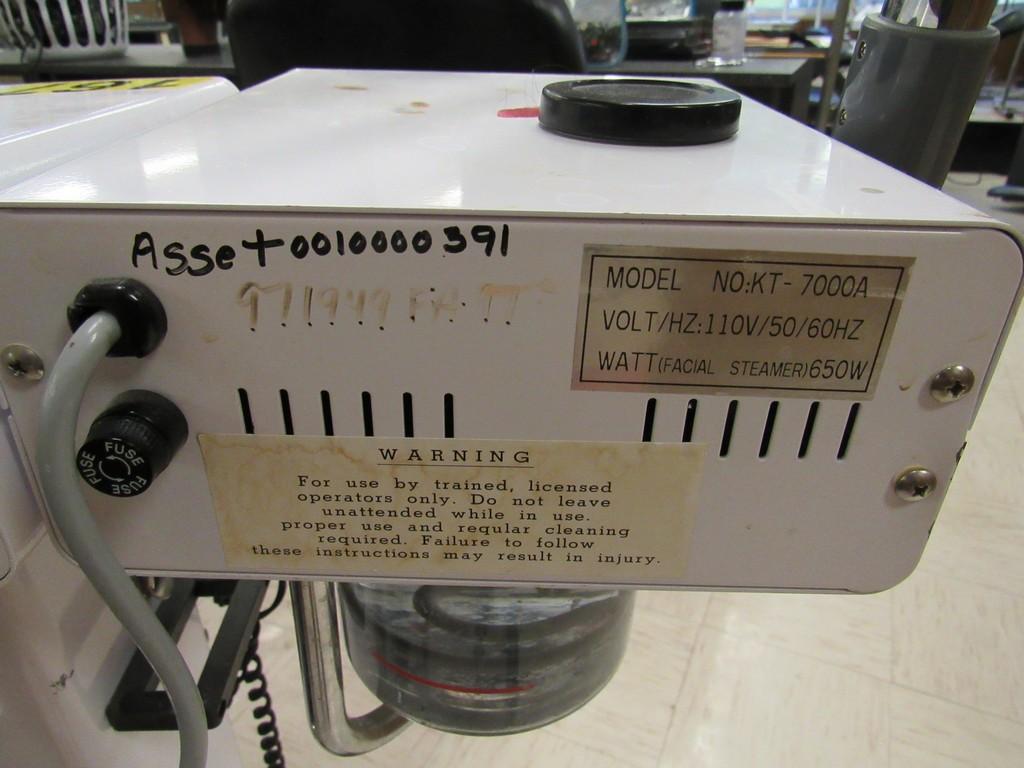 Asset 0010000391
MODEL NO:KT-7000A
VOLT/HZ:110V/50/60HZ
WATT(FACIAL STEAMER)650W
FUSE
FUSE
FUSE
WARNING
For use by trained, licensed
operators only. Do not leave
unattended while in use.
proper use and regular cleaning
required. Failure to follow
these instructions may result in injury.